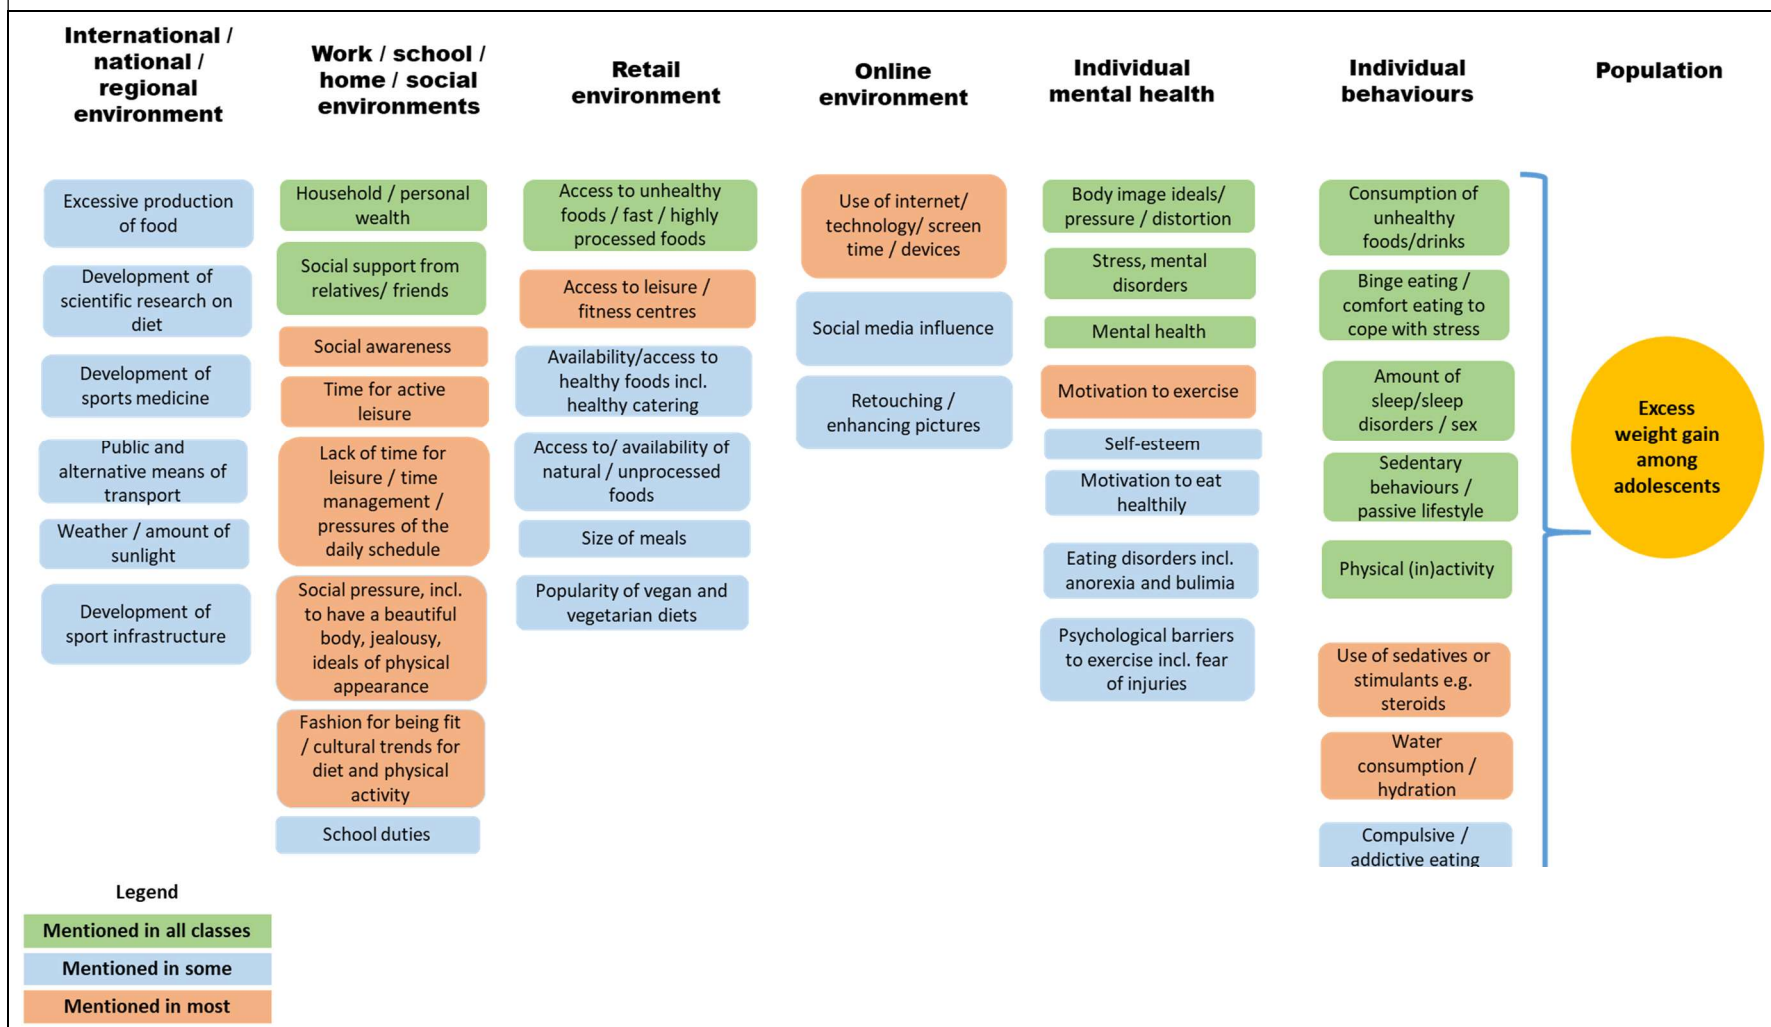 International /
national /
regional
environment
Work / school /
home / social
environments
Retail
environment
Online
environment
Individual
mental health
Individual
behaviours
Population
Excessive production
of food
Development of
scientific research on
diet
Development of
sports medicine
Public and
alternative means of
transport
Weather / amount of
sunlight
Development of
sport infrastructure
Household / personal
wealth
Social support from
relatives/ friends
Social awareness
Time for active
leisure
Lack of time for
leisure / time
management /
pressures of the
daily schedule
Social pressure, incl.
to have a beautiful
body, jealousy,
ideals of physical
appearance
Fashion for being fit
/ cultural trends for
diet and physical
activity
School duties
Access to unhealthy
foods / fast / highly
processed foods
Access to leisure /
fitness centres
Availability/access to
healthy foods incl.
healthy catering
Access to/ availability of
natural / unprocessed
foods
Size of meals
Popularity of vegan and
vegetarian diets
Use of internet/
technology/ screen
time / devices
Social media influence
Retouching /
enhancing pictures
Body image ideals/
pressure / distortion
Stress, mental
disorders
Mental health
Motivation to exercise
Self-esteem
Motivation to eat
healthily
Eating disorders incl.
anorexia and bulimia
Psychological barriers
to exercise incl. fear
of injuries
Consumption of
unhealthy
foods/drinks
Binge eating /
comfort eating to
cope with stress
Amount of
sleep/sleep
disorders / sex
Sedentary
behaviours /
passive lifestyle
Physical (in)activity
Use of sedatives or
stimulants e.g.
steroids
Water
consumption /
hydration
Compulsive /
addictive eating
Excess
weight gain
among
adolescents
Legend
Mentioned in all classes
Mentioned in some
Mentioned in most